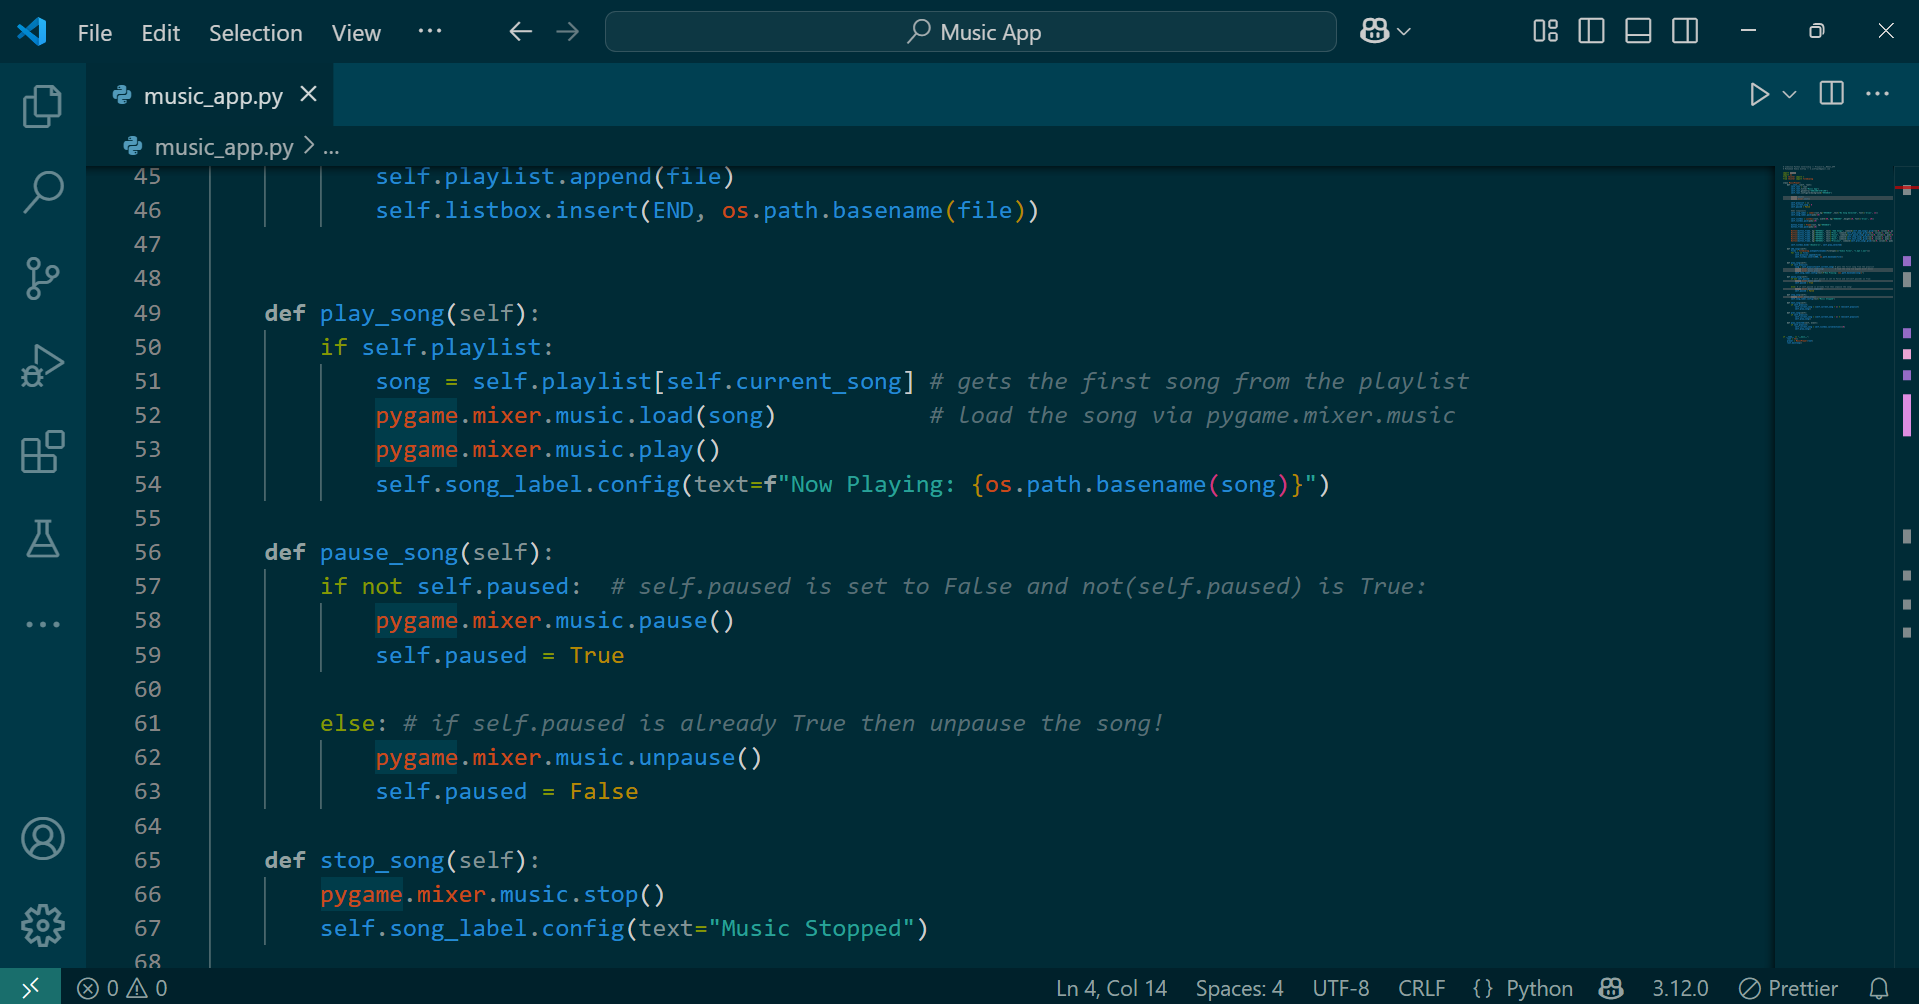 File Edit Selection View ··· Music App
music_app.py
music_app.py > ...
45 self.playlist.append(file)
46 self.listbox.insert(END, os.path.basename(file))
47
48
49 def play_song(self):
50 if self.playlist:
51 song = self.playlist[self.current_song] # gets the first song from the playlist
52 pygame.mixer.music.load(song) # load the song via pygame.mixer.music
53 pygame.mixer.music.play()
54 self.song_label.config(text=f"Now Playing: {os.path.basename(song)}")
55
56 def pause_song(self):
57 if not self.paused: # self.paused is set to False and not(self.paused) is True:
58 pygame.mixer.music.pause()
59 self.paused = True
60
61 else: # if self.paused is already True then unpause the song!
62 pygame.mixer.music.unpause()
63 self.paused = False
64
65 def stop_song(self):
66 pygame.mixer.music.stop()
67 self.song_label.config(text="Music Stopped")
68
0 0 Ln 4, Col 14 Spaces: 4 UTF-8 CRLF {} Python 3.12.0 Prettier